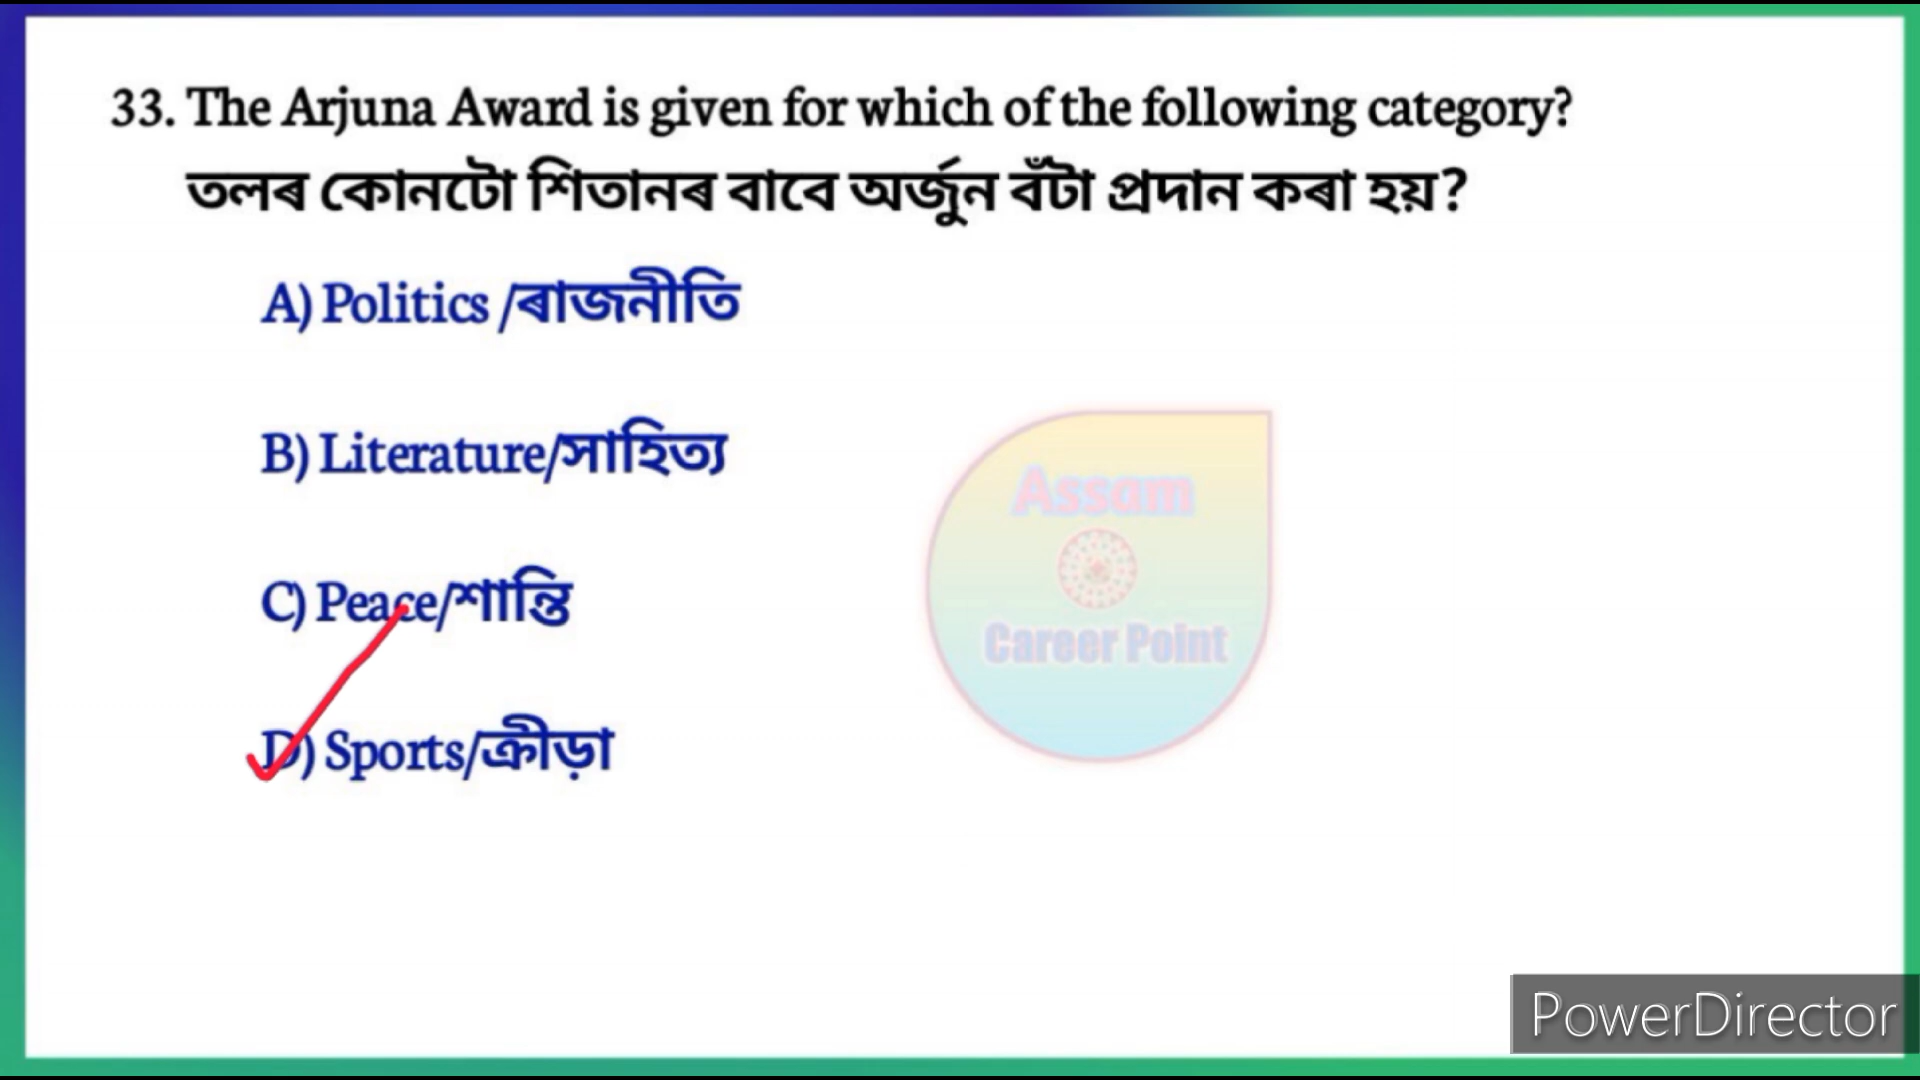 33. The Arjuna Award is given for which of the following category?
তলৰ কোনটো শিতানৰ বাবে অৰ্জুন বঁটা প্ৰদান কৰা হয়?
A) Politics /ৰাজনীতি
B) Literature/সাহিত্য
C) Peace/শান্তি
D) Sports/ক্ৰীড়া
Assam
Career Point
PowerDirector